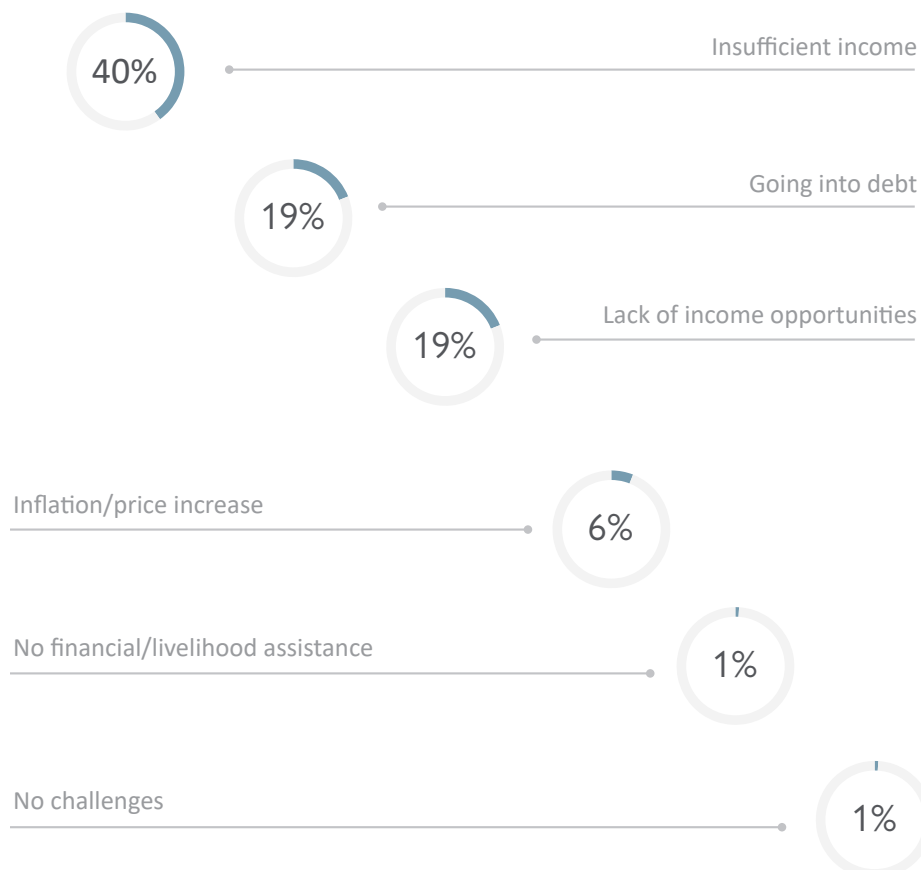 Insufficient income
40%
Going into debt
19%
Lack of income opportunities
19%
Inflation/price increase
6%
No financial/livelihood assistance
1%
No challenges
1%